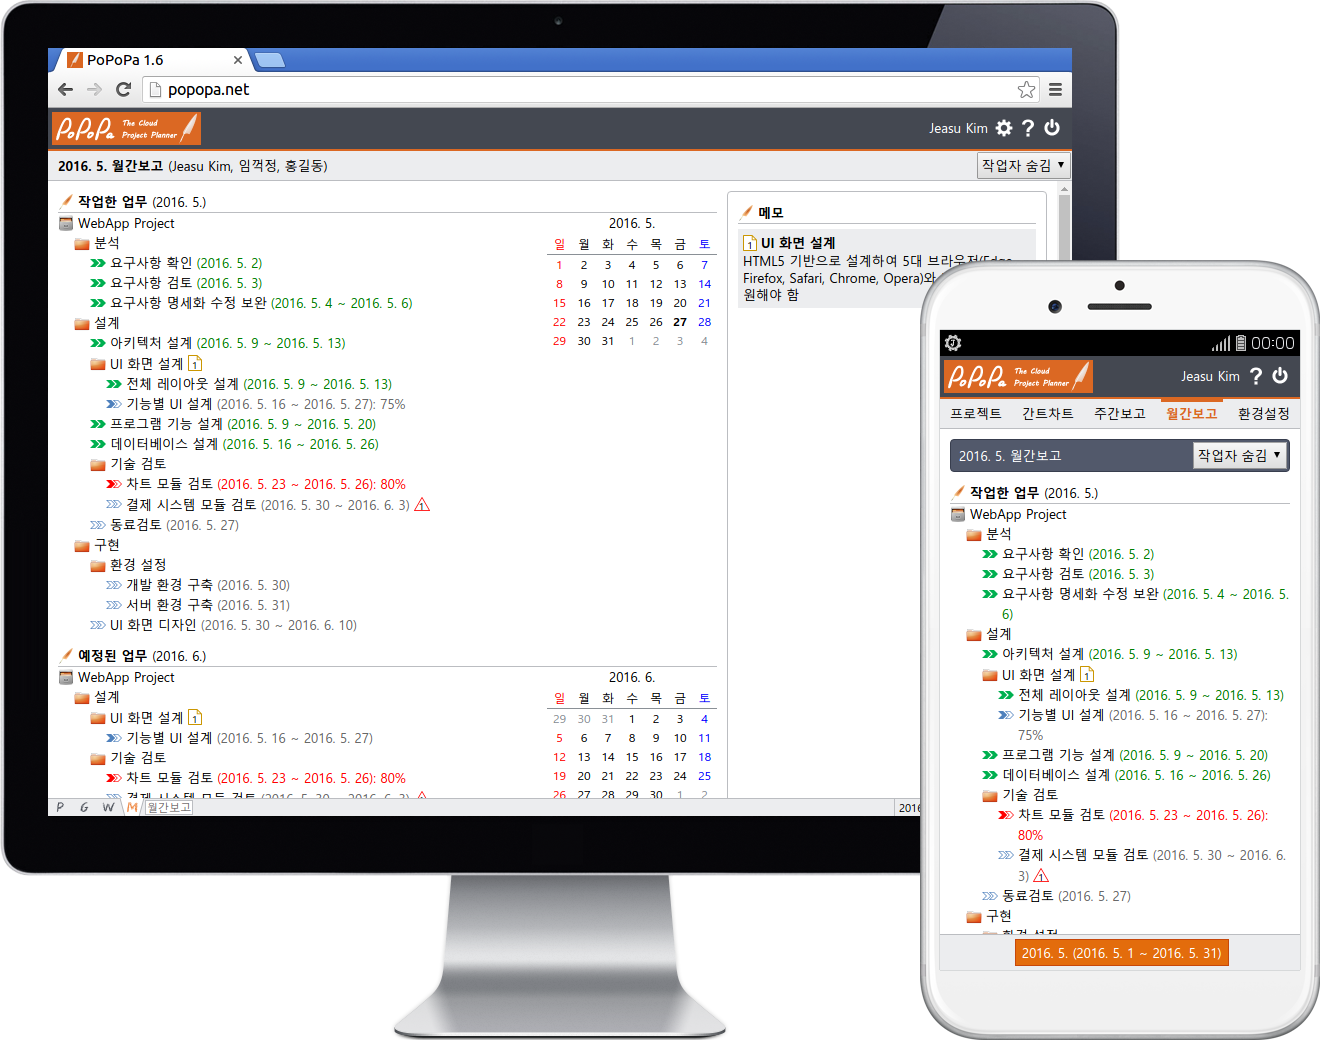 PoPoPa 1.6
popopa.net
PoPoPa The Cloud Project Planner
Jeasu Kim
2016. 5. 월간보고 (Jeasu Kim, 임꺽정, 홍길동)
작업자 숨김
작업한 업무 (2016. 5.)
WebApp Project
분석
요구사항 확인 (2016. 5. 2)
요구사항 검토 (2016. 5. 3)
요구사항 명세화 수정 보완 (2016. 5. 4 ~ 2016. 5. 6)
설계
아키텍처 설계 (2016. 5. 9 ~ 2016. 5. 13)
UI 화면 설계 1
전체 레이아웃 설계 (2016. 5. 9 ~ 2016. 5. 13)
기능별 UI 설계 (2016. 5. 16 ~ 2016. 5. 27): 75%
프로그램 기능 설계 (2016. 5. 9 ~ 2016. 5. 20)
데이터베이스 설계 (2016. 5. 16 ~ 2016. 5. 26)
기술 검토
차트 모듈 검토 (2016. 5. 23 ~ 2016. 5. 26): 80%
결제 시스템 모듈 검토 (2016. 5. 30 ~ 2016. 6. 3) 1
동료검토 (2016. 5. 27)
구현
환경 설정
개발 환경 구축 (2016. 5. 30)
서버 환경 구축 (2016. 5. 31)
UI 화면 디자인 (2016. 5. 30 ~ 2016. 6. 10)
2016. 5.
일 월 화 수 목 금 토
1 2 3 4 5 6 7
8 9 10 11 12 13 14
15 16 17 18 19 20 21
22 23 24 25 26 27 28
29 30 31 1 2 3 4
예정된 업무 (2016. 6.)
WebApp Project
설계
UI 화면 설계 1
기능별 UI 설계 (2016. 5. 16 ~ 2016. 5. 27)
기술 검토
차트 모듈 검토 (2016. 5. 23 ~ 2016. 5. 26): 80%
결제 시스템 모듈 검토 (2016. 5. 30 ~ 2016. 6. 3)
2016. 6.
일 월 화 수 목 금 토
29 30 31 1 2 3 4
5 6 7 8 9 10 11
12 13 14 15 16 17 18
19 20 21 22 23 24 25
26 27 28 29 30 1 2
메모
1 UI 화면 설계
HTML5 기반으로 설계하여 5대 브라우저(Edge,
Firefox, Safari, Chrome, Opera)와
원해야 함
P G W M 월간보고
2016
00:00
PoPoPa The Cloud Project Planner
Jeasu Kim
프로젝트 간트차트 주간보고 월간보고 환경설정
2016. 5. 월간보고
작업자 숨김
작업한 업무 (2016. 5.)
WebApp Project
분석
요구사항 확인 (2016. 5. 2)
요구사항 검토 (2016. 5. 3)
요구사항 명세화 수정 보완 (2016. 5. 4 ~ 2016. 5.
6)
설계
아키텍처 설계 (2016. 5. 9 ~ 2016. 5. 13)
UI 화면 설계 1
전체 레이아웃 설계 (2016. 5. 9 ~ 2016. 5. 13)
기능별 UI 설계 (2016. 5. 16 ~ 2016. 5. 27):
75%
프로그램 기능 설계 (2016. 5. 9 ~ 2016. 5. 20)
데이터베이스 설계 (2016. 5. 16 ~ 2016. 5. 26)
기술 검토
차트 모듈 검토 (2016. 5. 23 ~ 2016. 5. 26):
80%
결제 시스템 모듈 검토 (2016. 5. 30 ~ 2016. 6.
3) 1
동료검토 (2016. 5. 27)
구현
환경 설정
2016. 5. (2016. 5. 1 ~ 2016. 5. 31)